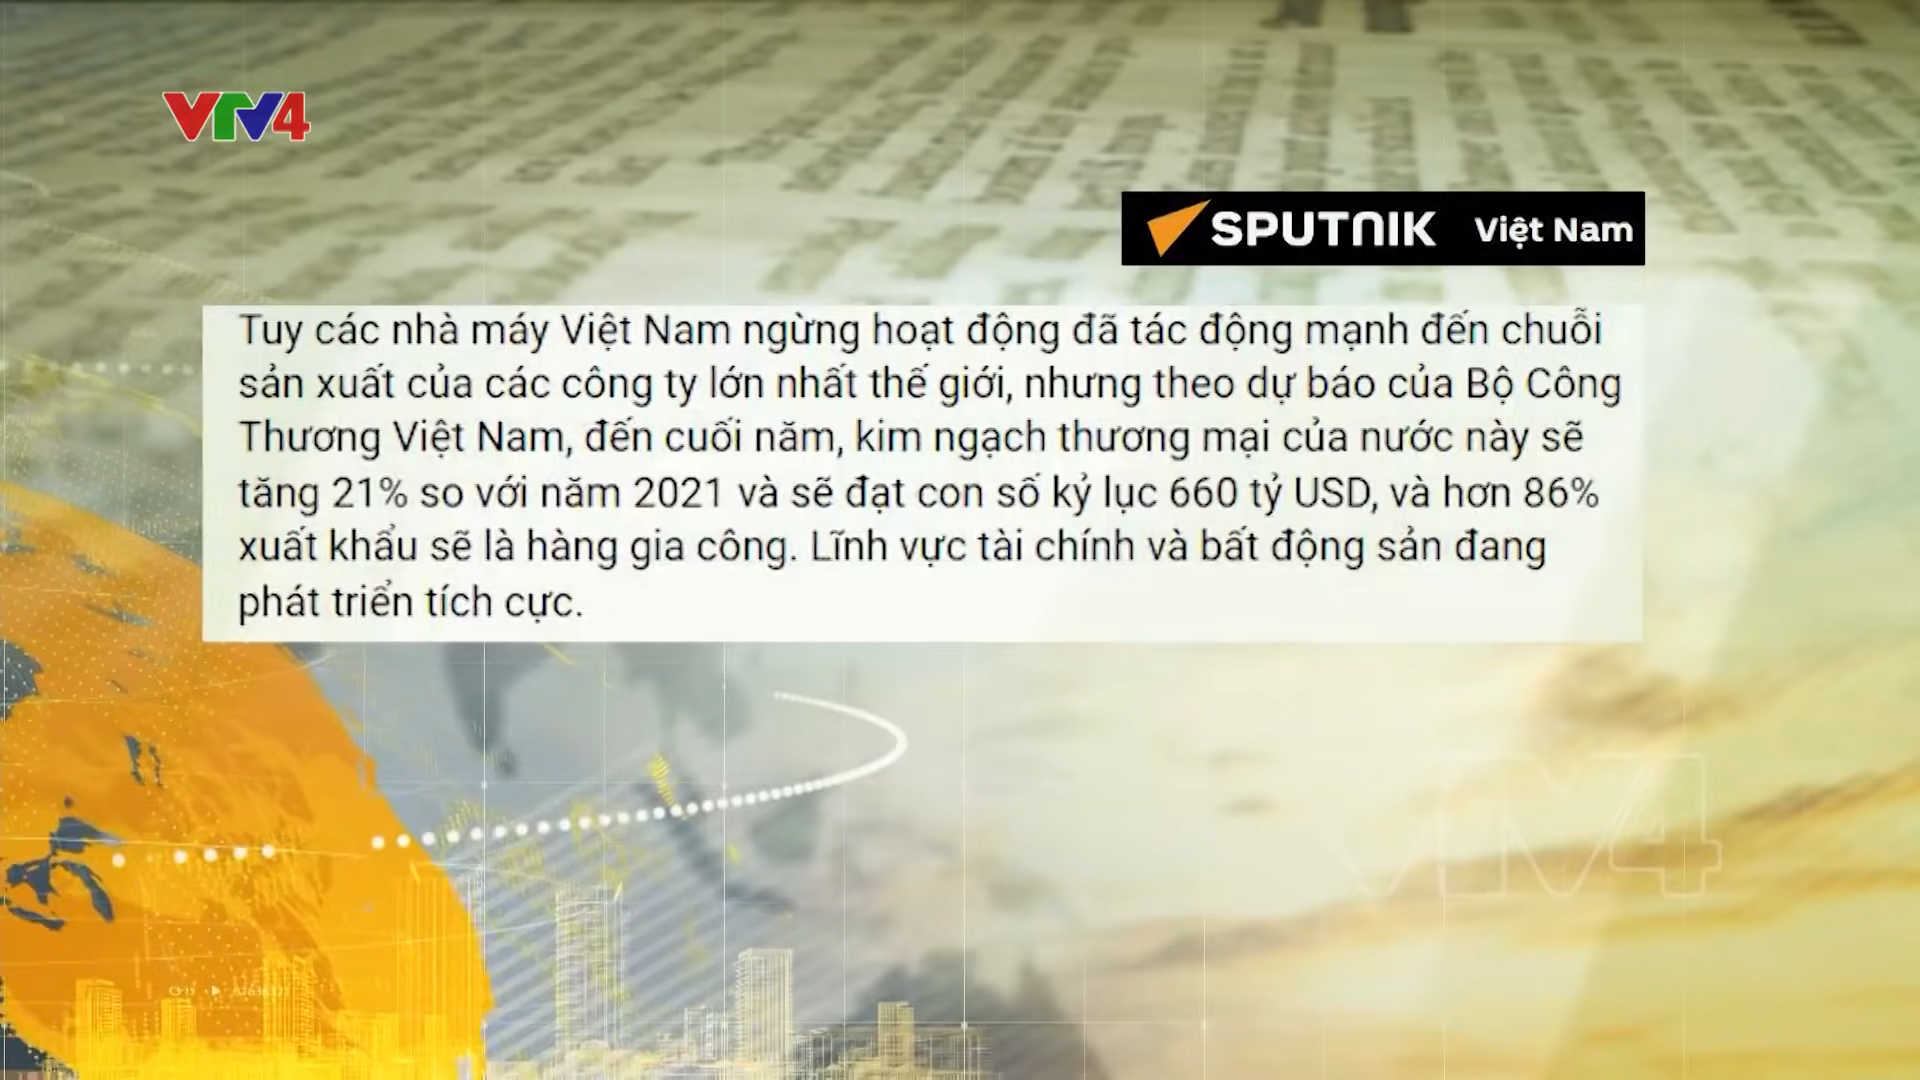 VTV4
SPUTNIK Việt Nam
Tuy các nhà máy Việt Nam ngừng hoạt động đã tác động mạnh đến chuỗi
sản xuất của các công ty lớn nhất thế giới, nhưng theo dự báo của Bộ Công
Thương Việt Nam, đến cuối năm, kim ngạch thương mại của nước này sẽ
tăng 21% so với năm 2021 và sẽ đạt con số kỷ lục 660 tỷ USD, và hơn 86%
xuất khẩu sẽ là hàng gia công. Lĩnh vực tài chính và bất động sản đang
phát triển tích cực.
VTV4